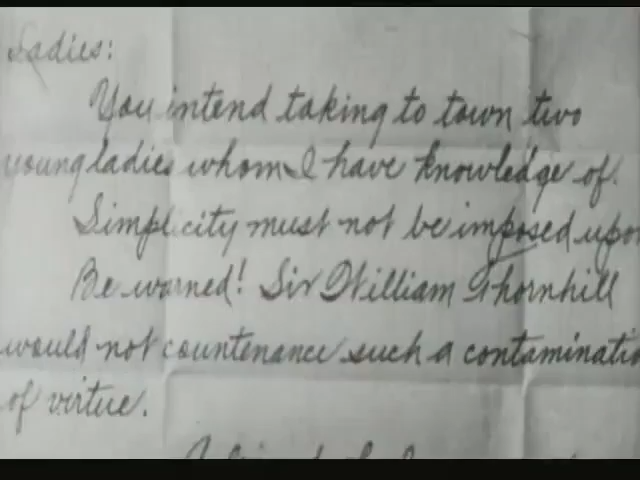 Ladies:
You intend taking to town two
young ladies whom I have knowledge of.
Simplicity must not be imposed upon
Be warned! Sir William Thornhill
would not countenance such a contaminatio
of virtue.